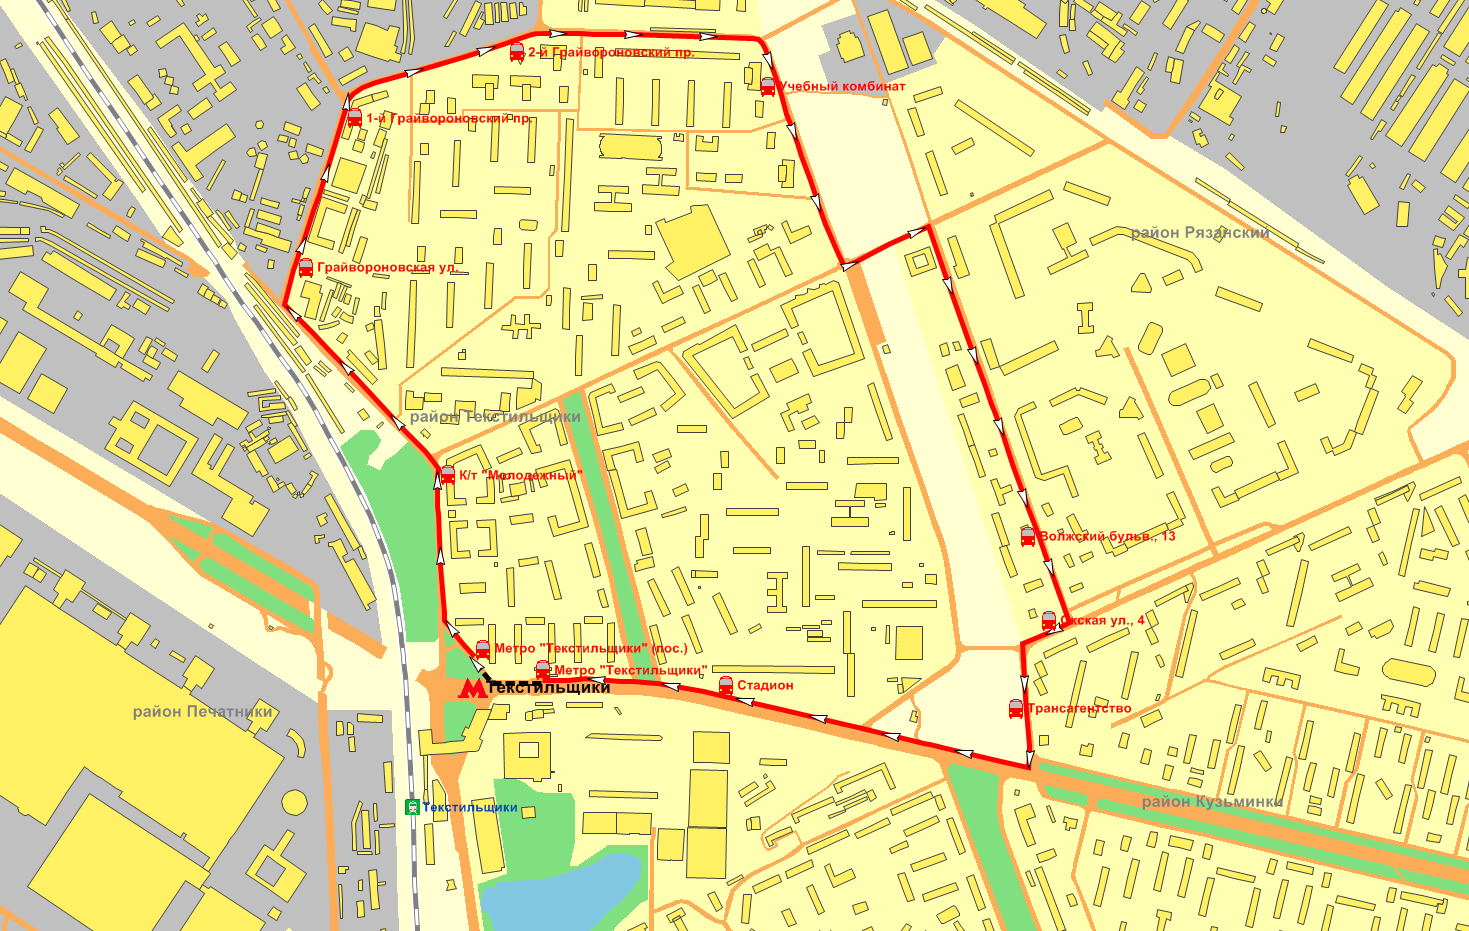 2-й Грайвороновский пр.
Учебный комбинат
1-й Грайвороновский пр.
район Рязанский
Грайвороновская ул.
район Текстильщики
К/т "Молодежный"
Волжский бульв., 13
Окская ул., 4
Метро "Текстильщики" (пос.)
Метро "Текстильщики"
Стадион
Текстильщики
район Печатники
Трансагентство
район Кузьминки
Текстильщики